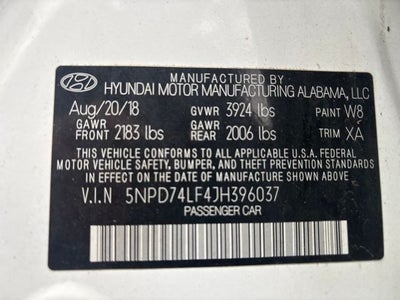 MANUFACTURED BY
HYUNDAI MOTOR MANUFACTURING ALABAMA, LLC
Aug/20/18 GVWR 3924 lbs PAINT W8
GAWR FRONT 2183 lbs GAWR REAR 2006 lbs TRIM XA
THIS VEHICLE CONFORMS TO ALL APPLICABLE U.S.A. FEDERAL
MOTOR VEHICLE SAFETY, BUMPER, AND THEFT PREVENTION STANDARDS
IN EFFECT ON THE DATE OF MANUFACTURE SHOWN ABOVE.
V.I.N 5NPD74LF4JH396037
PASSENGER CAR